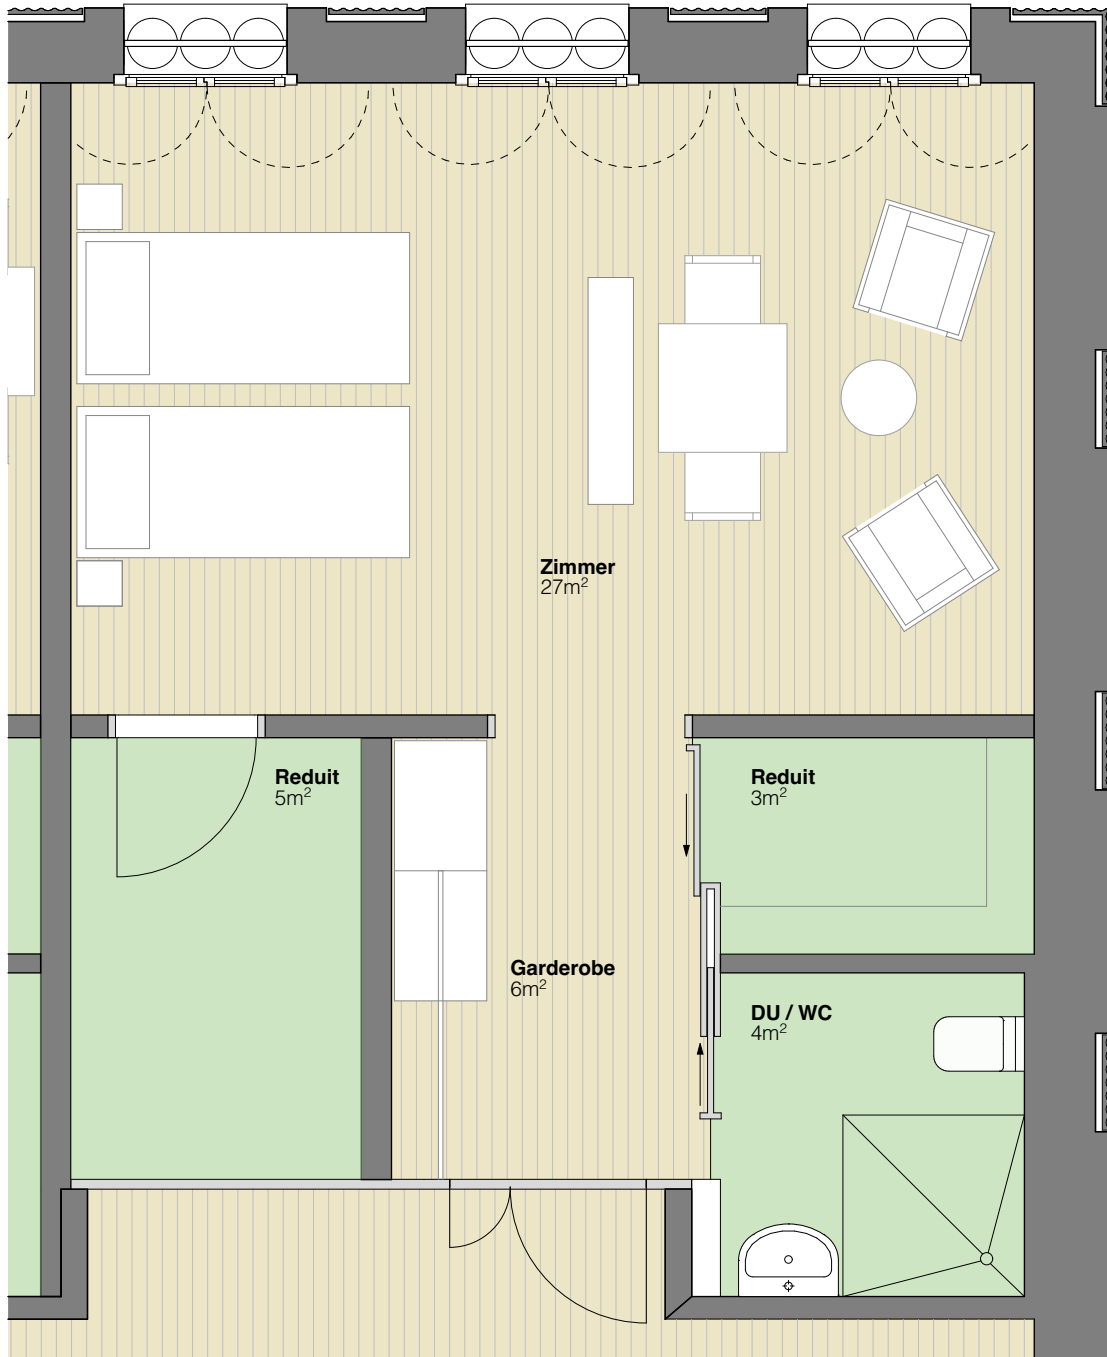 Zimmer
27m²
Reduit
5m²
Reduit
3m²
Garderobe
6m²
DU / WC
4m²